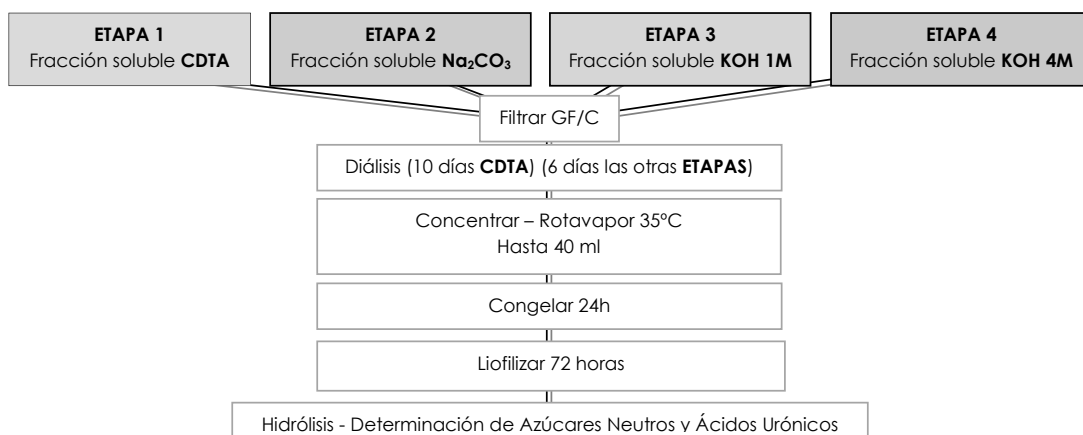 ETAPA 1
Fracción soluble CDTA
ETAPA 2
Fracción soluble Na₂CO₃
ETAPA 3
Fracción soluble KOH 1M
ETAPA 4
Fracción soluble KOH 4M
Filtrar GF/C
Diálisis (10 días CDTA) (6 días las otras ETAPAS)
Concentrar – Rotavapor 35ºC
Hasta 40 ml
Congelar 24h
Liofilizar 72 horas
Hidrólisis - Determinación de Azúcares Neutros y Ácidos Urónicos